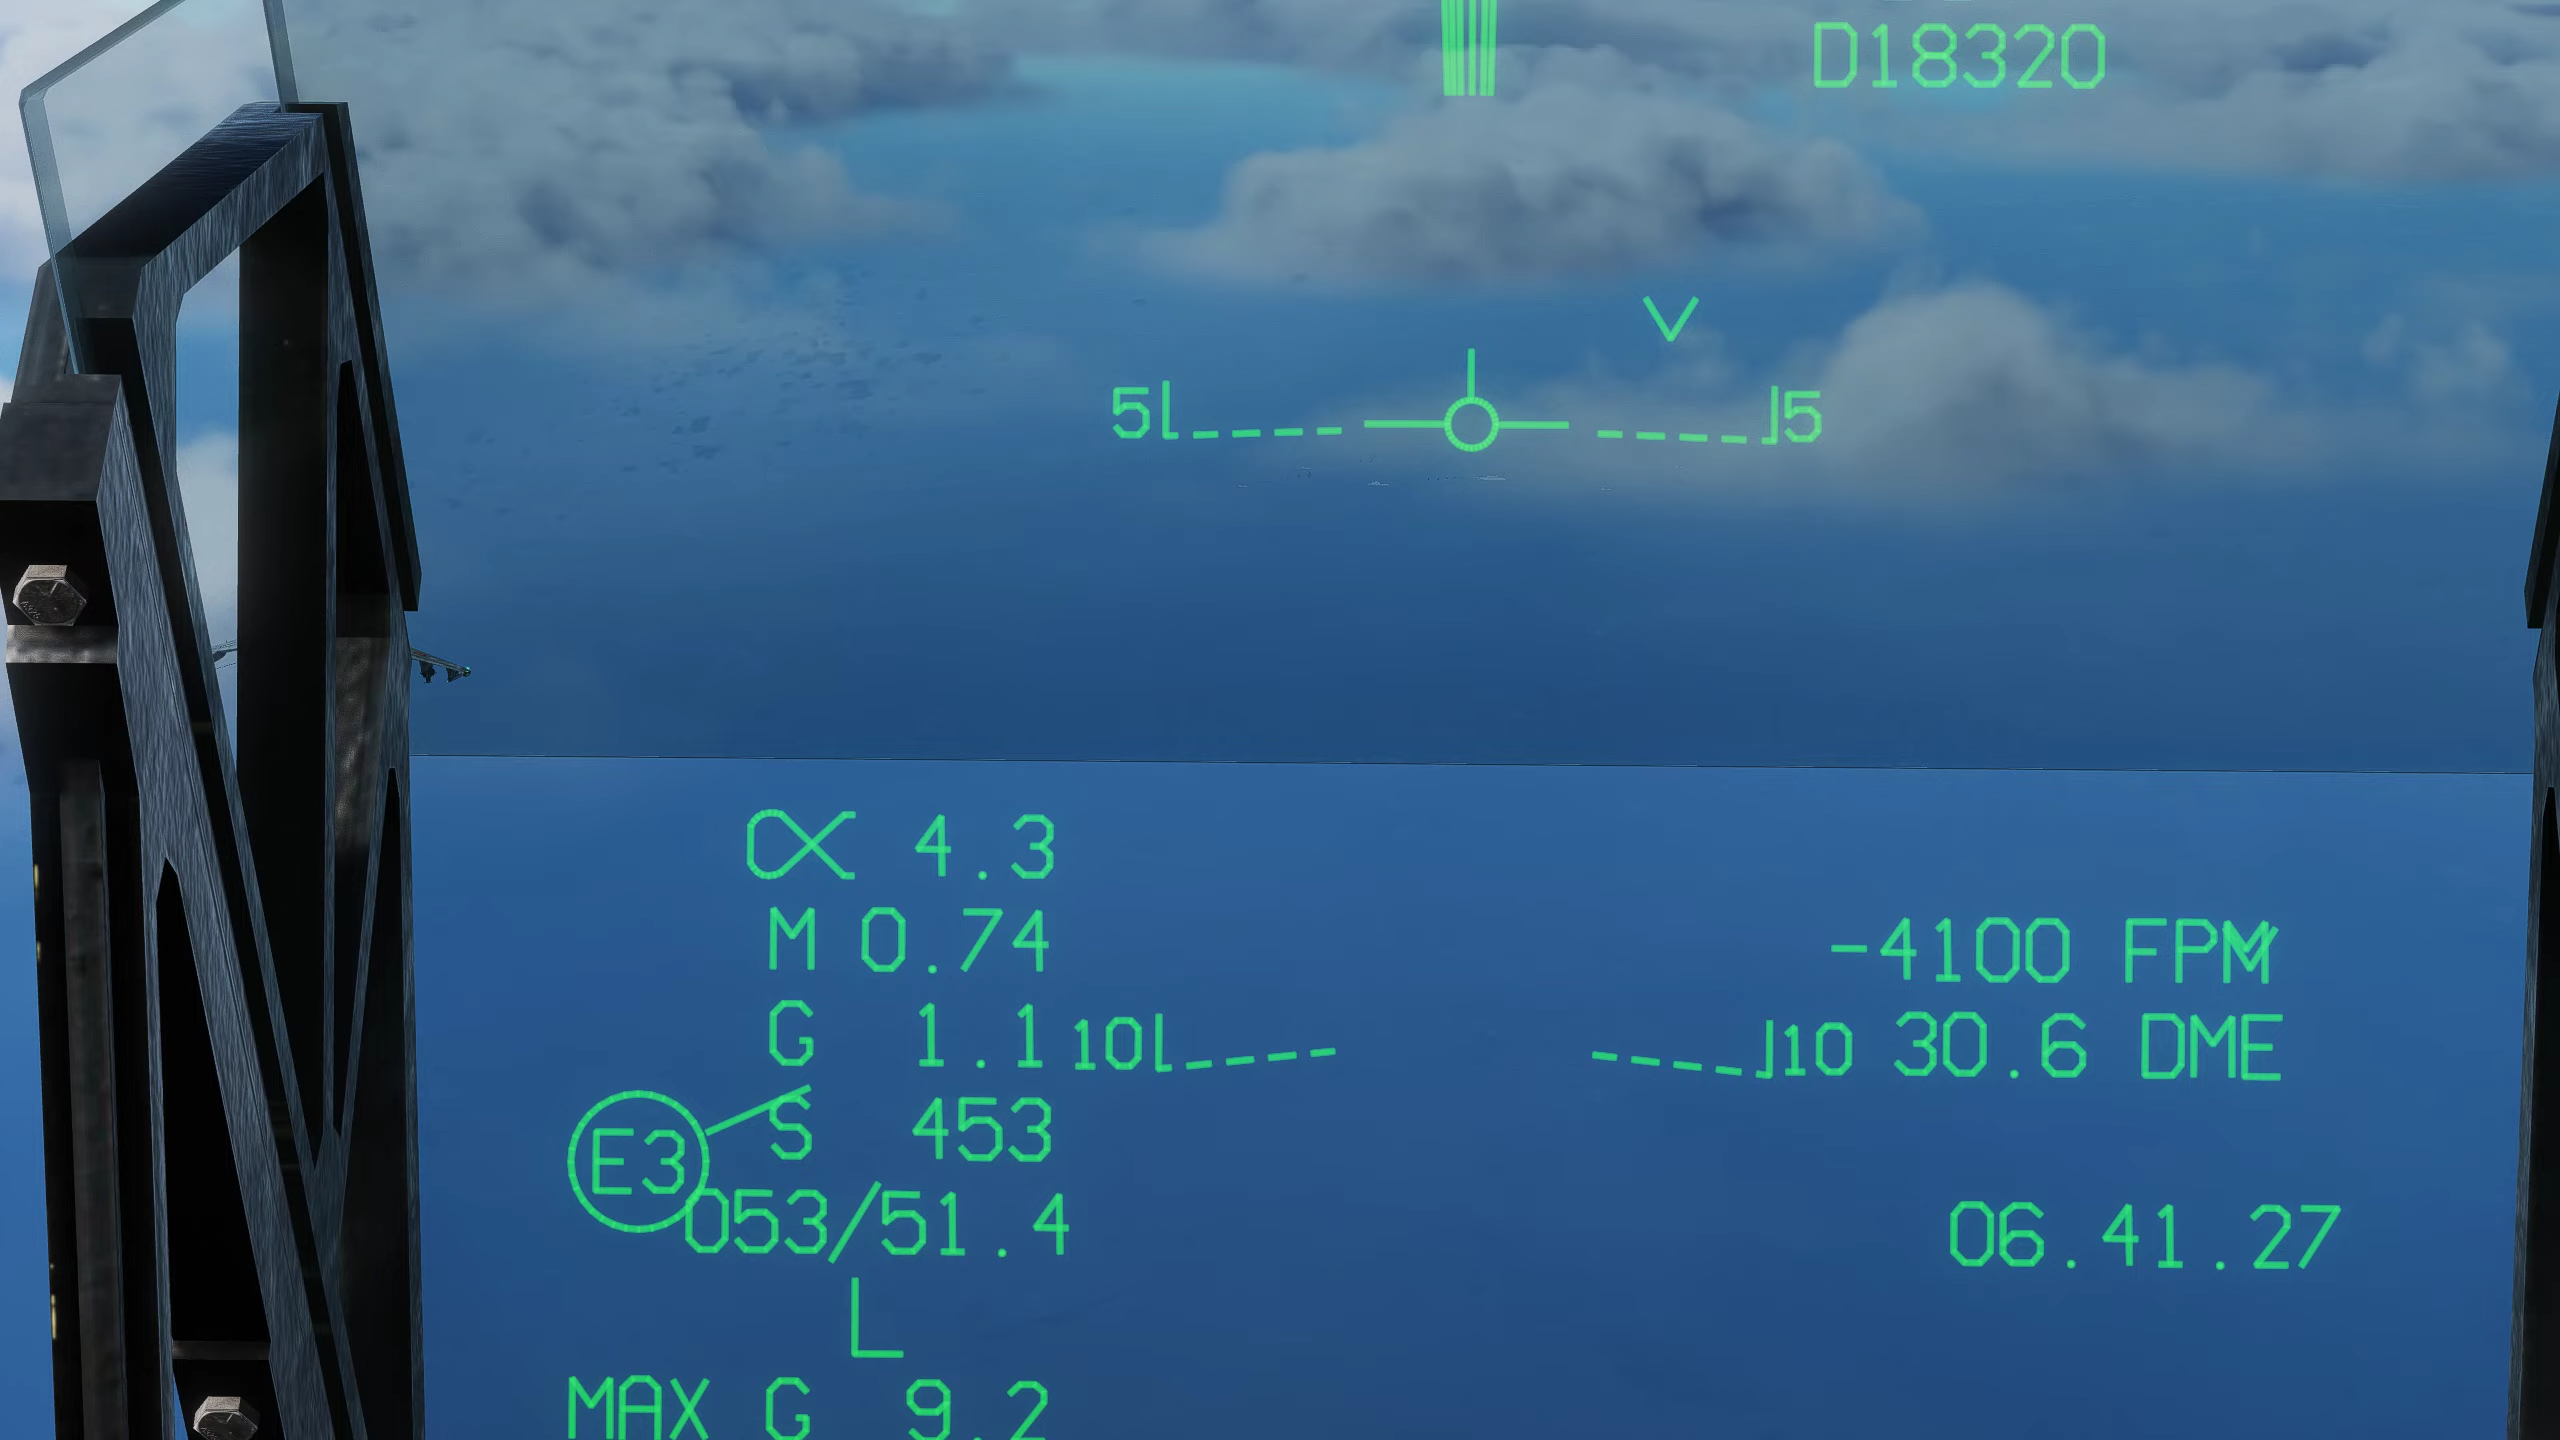 D18320
5 5
α 4.3
M 0.74
-4100 FPM
G 1.1
10 10
30.6 DME
S 453
E3
053/51.4
06.41.27
L
MAX G 9.2